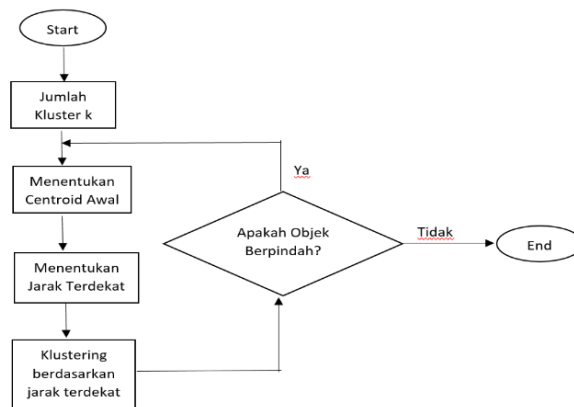 Start
Jumlah
Kluster k
Menentukan
Centroid Awal
Menentukan
Jarak Terdekat
Klustering
berdasarkan
jarak terdekat
Apakah Objek
Berpindah?
Ya
Tidak
End